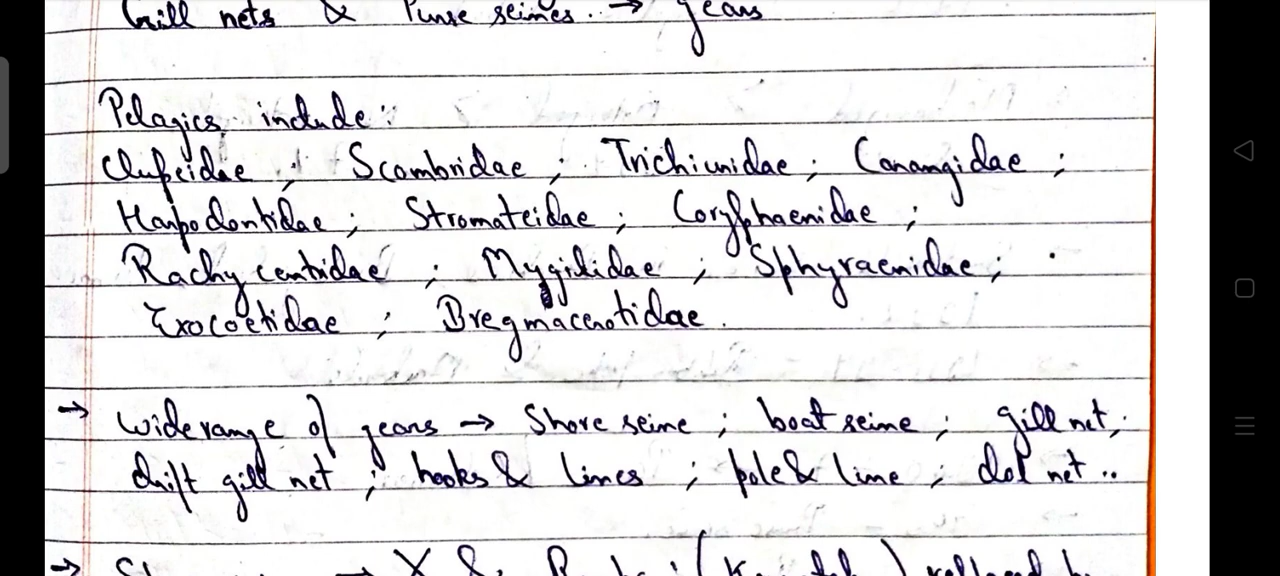 Gill nets & Purse seines. → gears
Pelagics include:
Clupeidae ; Scombridae ; Trichiuridae ; Carangidae ;
Harpodontidae ; Stromateidae ; Coryphaenidae ;
Rachycentridae ; Mygilidae ; Sphyraenidae ;
Exocoetidae ; Bregmacerotidae.
→ Wide range of gears → Shore seine ; boat seine ; gill net ;
drift gill net ; hooks & lines ; pole & line ; dol net ..
→ → X &